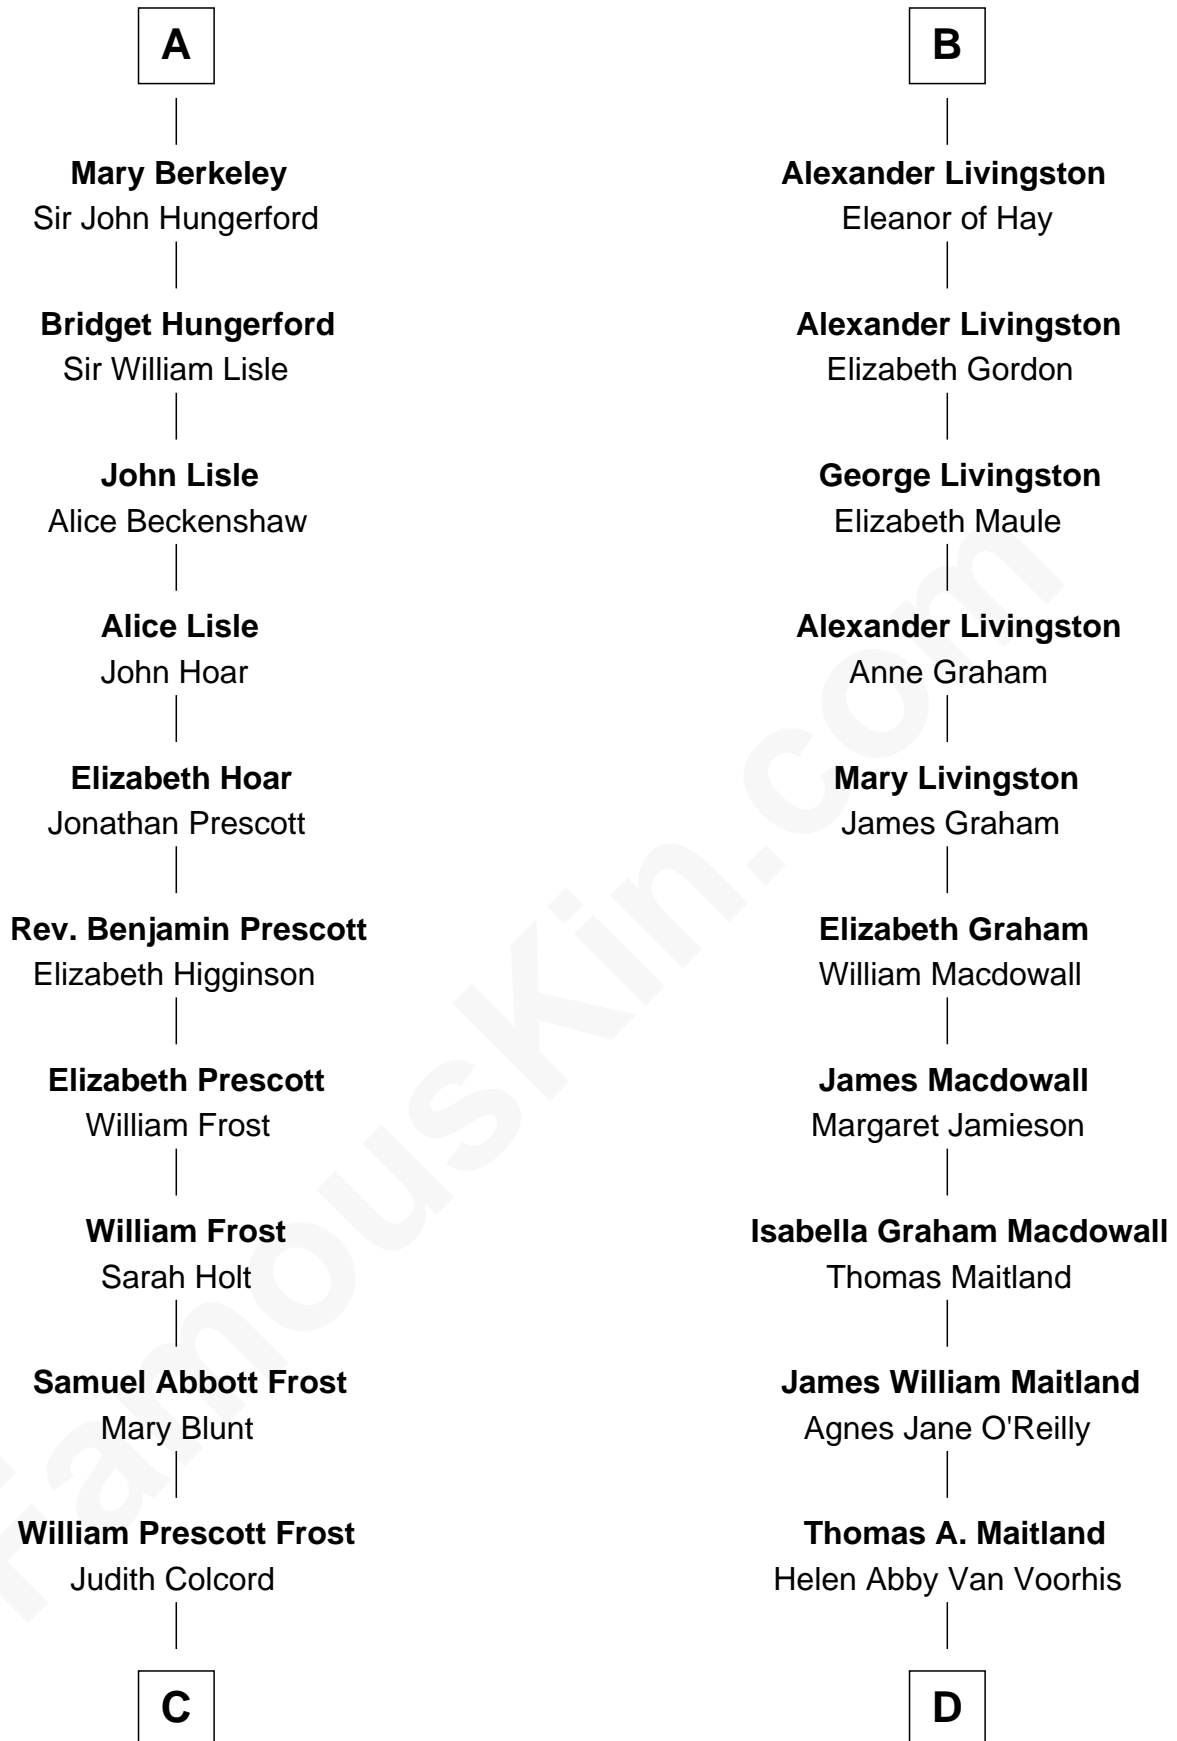 A
Mary Berkeley
Sir John Hungerford
Bridget Hungerford
Sir William Lisle
John Lisle
Alice Beckenshaw
Alice Lisle
John Hoar
Elizabeth Hoar
Jonathan Prescott
Rev. Benjamin Prescott
Elizabeth Higginson
Elizabeth Prescott
William Frost
William Frost
Sarah Holt
Samuel Abbott Frost
Mary Blunt
William Prescott Frost
Judith Colcord
C
B
Alexander Livingston
Eleanor of Hay
Alexander Livingston
Elizabeth Gordon
George Livingston
Elizabeth Maule
Alexander Livingston
Anne Graham
Mary Livingston
James Graham
Elizabeth Graham
William Macdowall
James Macdowall
Margaret Jamieson
Isabella Graham Macdowall
Thomas Maitland
James William Maitland
Agnes Jane O'Reilly
Thomas A. Maitland
Helen Abby Van Voorhis
D
FamousKin.com